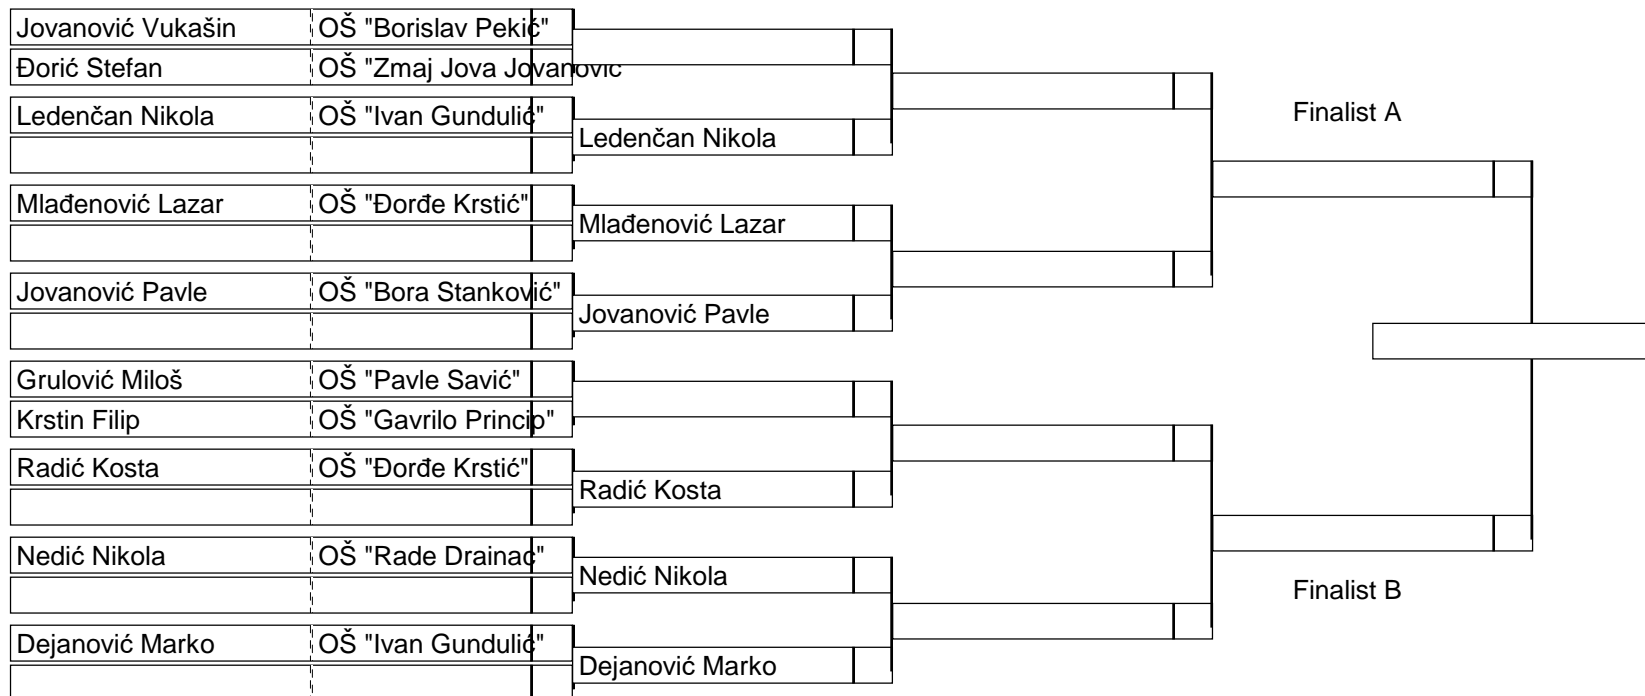 Jovanović Vukašin OŠ "Borislav Pekić"
Đorić Stefan OŠ "Zmaj Jova Jovanović
Ledenčan Nikola OŠ "Ivan Gundulić"
Finalist A
Ledenčan Nikola
Mlađenović Lazar OŠ "Đorđe Krstić"
Mlađenović Lazar
Jovanović Pavle OŠ "Bora Stanković"
Jovanović Pavle
Grulović Miloš OŠ "Pavle Savić"
Krstin Filip OŠ "Gavrilo Princip"
Radić Kosta OŠ "Đorđe Krstić"
Radić Kosta
Nedić Nikola OŠ "Rade Drainac"
Nedić Nikola
Finalist B
Dejanović Marko OŠ "Ivan Gundulić"
Dejanović Marko